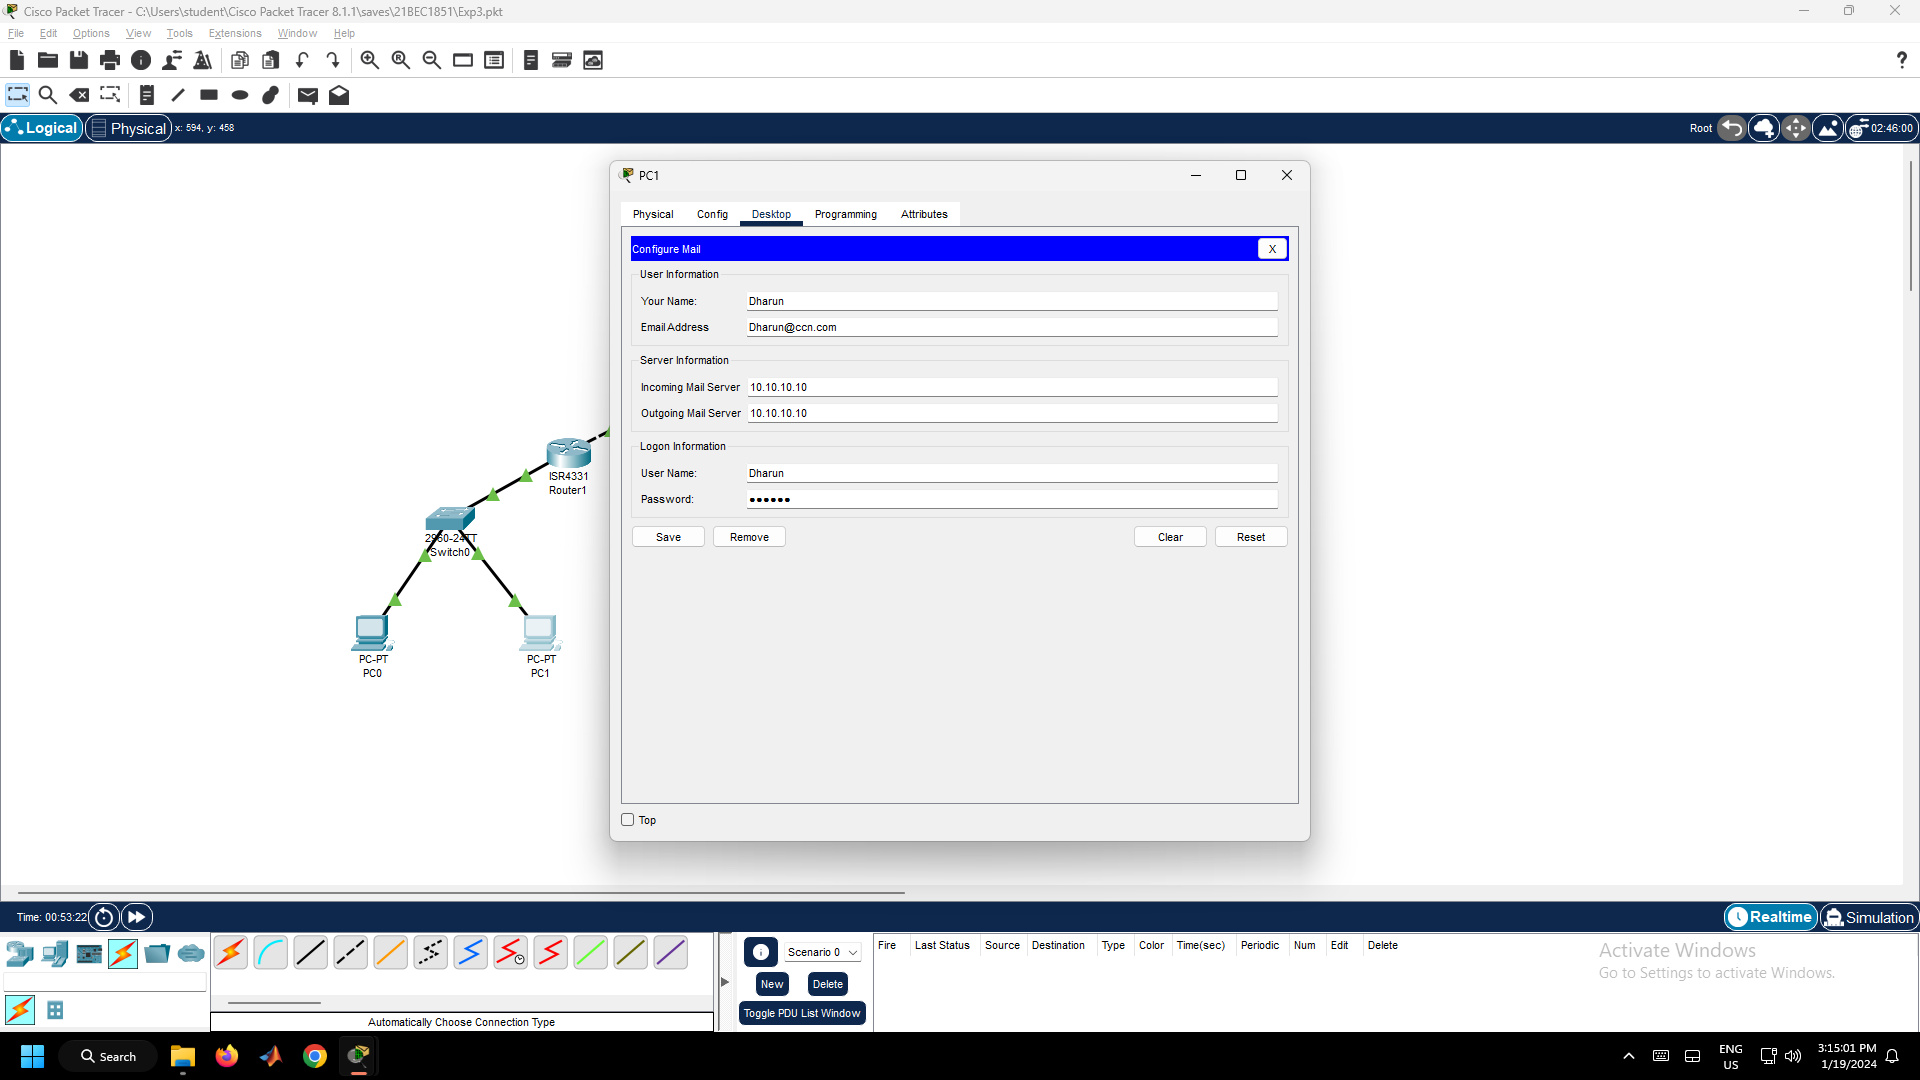 Cisco Packet Tracer - C:\Users\student\Cisco Packet Tracer 8.1.1\saves\21BEC1851\Exp3.pkt
File Edit Options View Tools Extensions Window Help
Logical Physical x: 594, y: 458 Root 02:46:00
PC1
Physical Config Desktop Programming Attributes
Configure Mail X
User Information
Your Name: Dharun
Email Address Dharun@ccn.com
Server Information
Incoming Mail Server 10.10.10.10
Outgoing Mail Server 10.10.10.10
Logon Information
User Name: Dharun
Password: ●●●●●●
Save Remove Clear Reset
Top
ISR4331
Router1
2960-24TT
Switch0
PC-PT
PC0
PC-PT
PC1
Time: 00:53:22 Realtime Simulation
Scenario 0
New Delete
Toggle PDU List Window
Fire Last Status Source Destination Type Color Time(sec) Periodic Num Edit Delete
Automatically Choose Connection Type
Activate Windows
Go to Settings to activate Windows.
Search
ENG
US
3:15:01 PM
1/19/2024